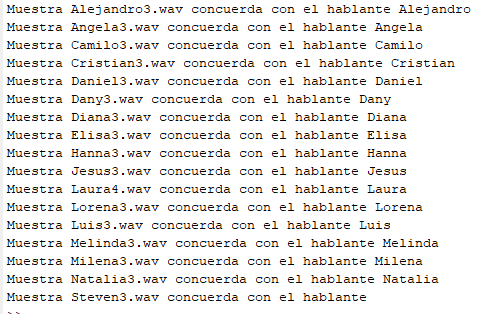 Muestra Alejandro3.wav concuerda con el hablante Alejandro
Muestra Angela3.wav concuerda con el hablante Angela
Muestra Camilo3.wav concuerda con el hablante Camilo
Muestra Cristian3.wav concuerda con el hablante Cristian
Muestra Daniel3.wav concuerda con el hablante Daniel
Muestra Dany3.wav concuerda con el hablante Dany
Muestra Diana3.wav concuerda con el hablante Diana
Muestra Elisa3.wav concuerda con el hablante Elisa
Muestra Hanna3.wav concuerda con el hablante Hanna
Muestra Jesus3.wav concuerda con el hablante Jesus
Muestra Laura4.wav concuerda con el hablante Laura
Muestra Lorena3.wav concuerda con el hablante Lorena
Muestra Luis3.wav concuerda con el hablante Luis
Muestra Melinda3.wav concuerda con el hablante Melinda
Muestra Milena3.wav concuerda con el hablante Milena
Muestra Natalia3.wav concuerda con el hablante Natalia
Muestra Steven3.wav concuerda con el hablante
>>